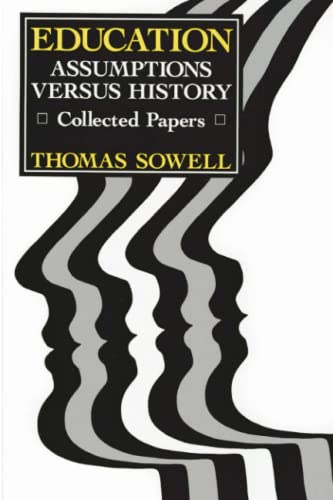 EDUCATION
ASSUMPTIONS
VERSUS HISTORY
□ Collected Papers □
THOMAS SOWELL